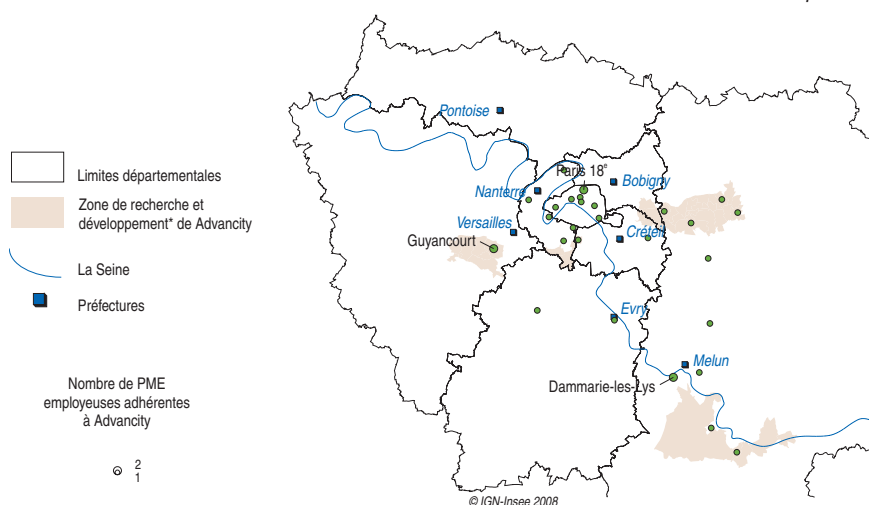 Limites départementales
Zone de recherche et
développement* de Advancity
La Seine
Préfectures
Nombre de PME
employeuses adhérentes
à Advancity
2
1
Pontoise
Paris 18e
Nanterre
Bobigny
Versailles
Créteil
Guyancourt
Evry
Melun
Dammarie-les-Lys
© IGN-Insee 2008